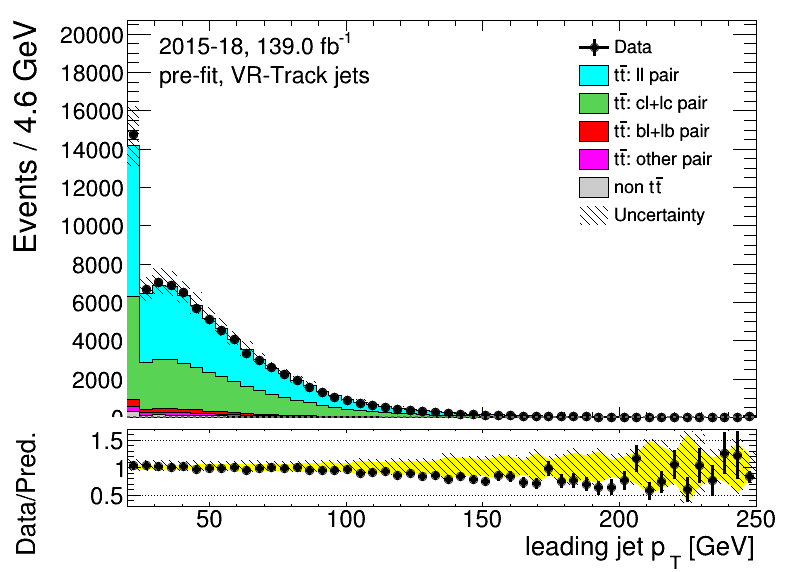 Events / 4.6 GeV
20000
18000
16000
14000
12000
10000
8000
6000
4000
2000
0
2015-18, 139.0 fb⁻¹
pre-fit, VR-Track jets
Data
tt̄: ll pair
tt̄: cl+lc pair
tt̄: bl+lb pair
tt̄: other pair
non tt̄
Uncertainty
Data/Pred.
1.5
1
0.5
50 100 150 200 250
leading jet p_T [GeV]